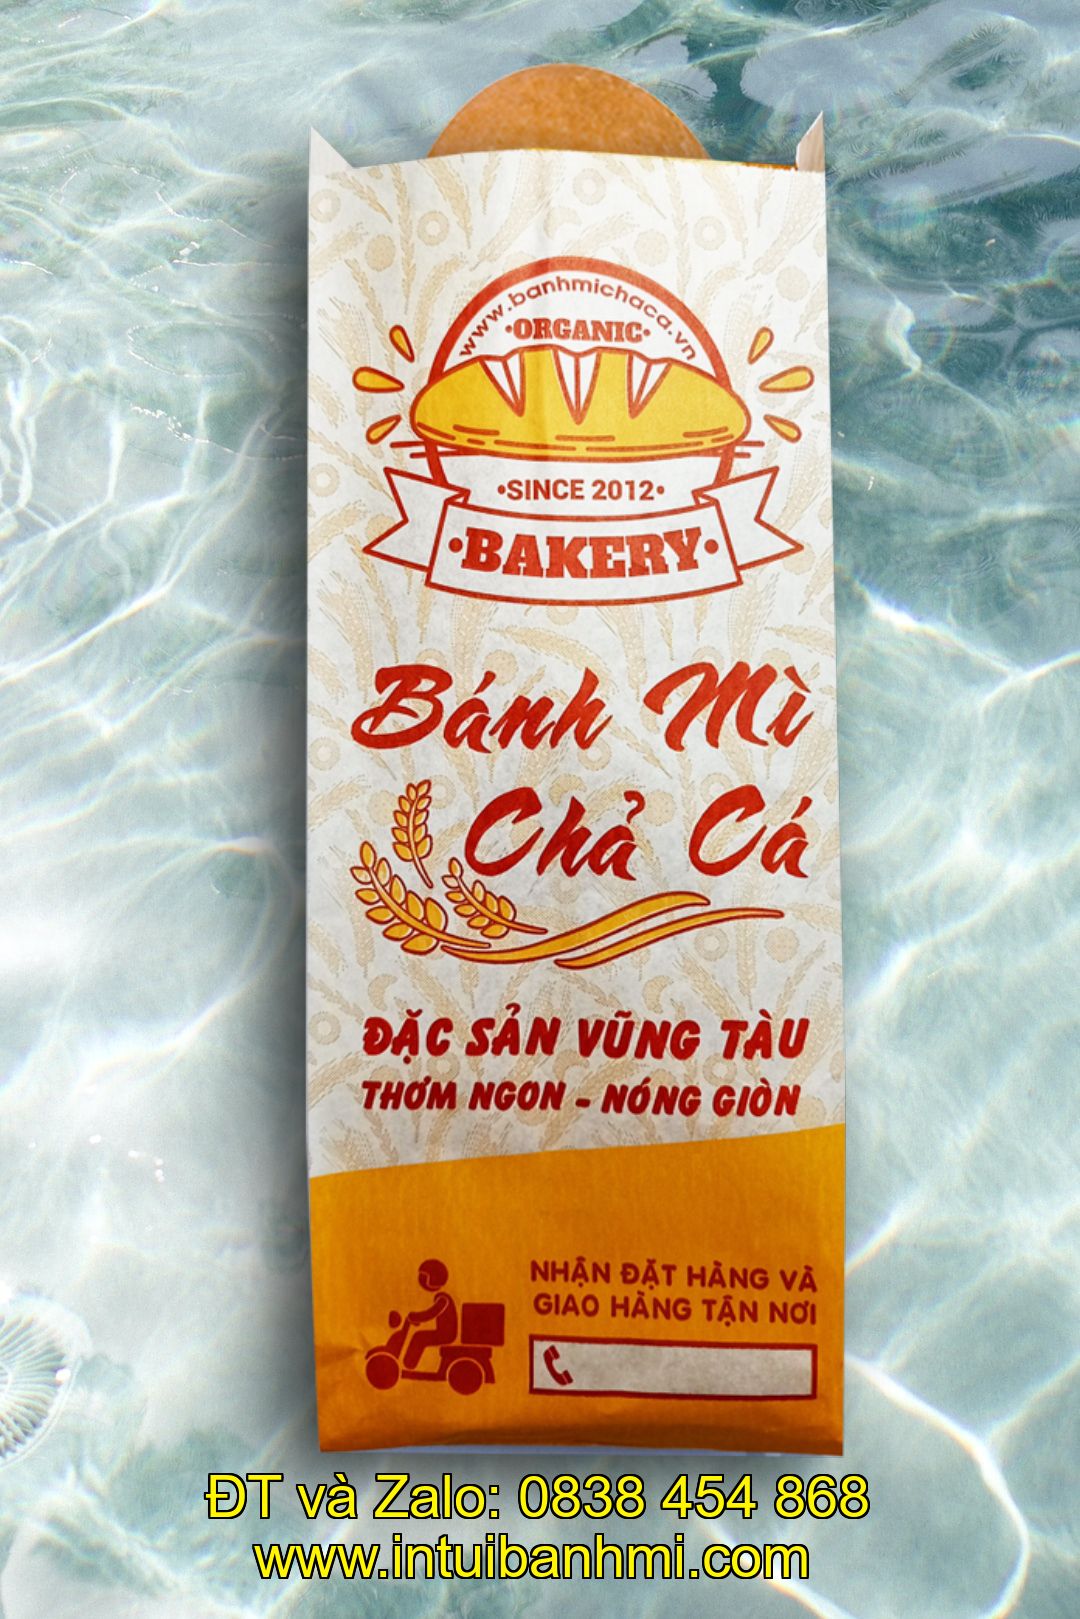 www.banhmichaca.vn
•ORGANIC•
•SINCE 2012•
•BAKERY•
Bánh Mì
Chả Cá
ĐẶC SẢN VŨNG TÀU
THƠM NGON - NÓNG GIÒN
NHẬN ĐẶT HÀNG VÀ
GIAO HÀNG TẬN NƠI
ĐT và Zalo: 0838 454 868
www.intuibanhmi.com